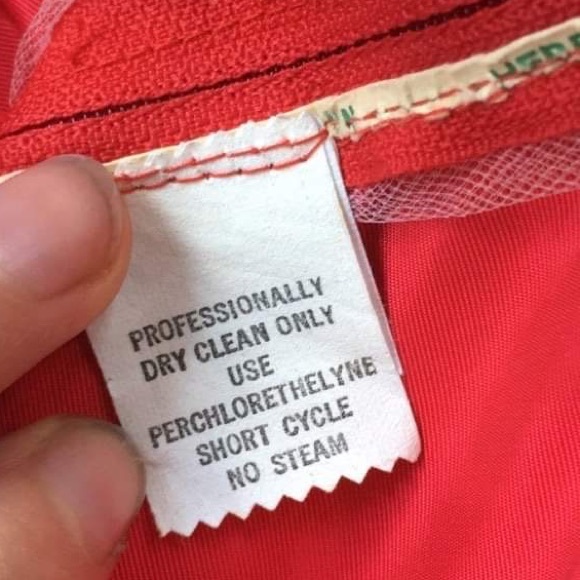 PROFESSIONALLY
DRY CLEAN ONLY
USE
PERCHLORETHELYNE
SHORT CYCLE
NO STEAM